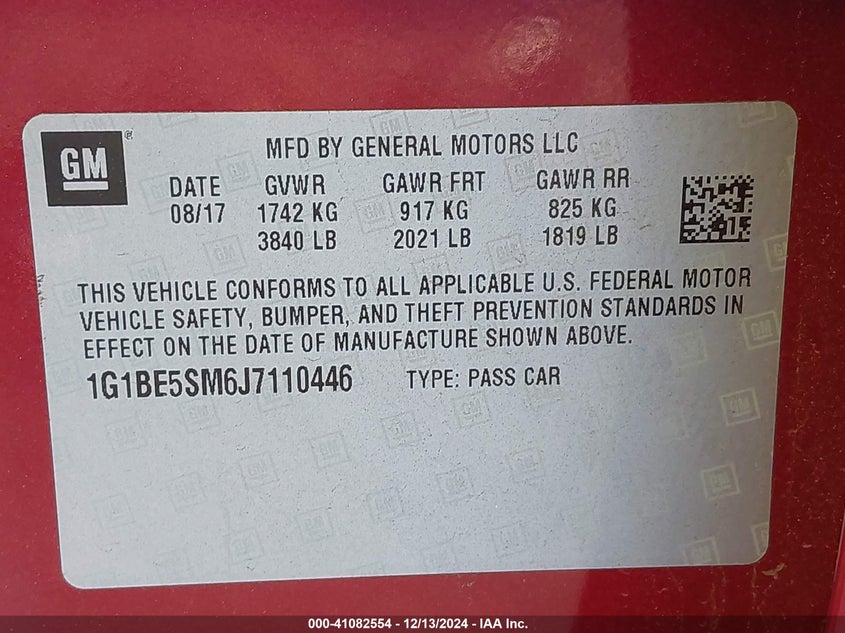 GM
MFD BY GENERAL MOTORS LLC
DATE GVWR GAWR FRT GAWR RR
08/17 1742 KG 917 KG 825 KG
3840 LB 2021 LB 1819 LB
THIS VEHICLE CONFORMS TO ALL APPLICABLE U.S. FEDERAL MOTOR
VEHICLE SAFETY, BUMPER, AND THEFT PREVENTION STANDARDS IN
EFFECT ON THE DATE OF MANUFACTURE SHOWN ABOVE.
1G1BE5SM6J7110446 TYPE: PASS CAR
000-41082554 - 12/13/2024 - IAA Inc.